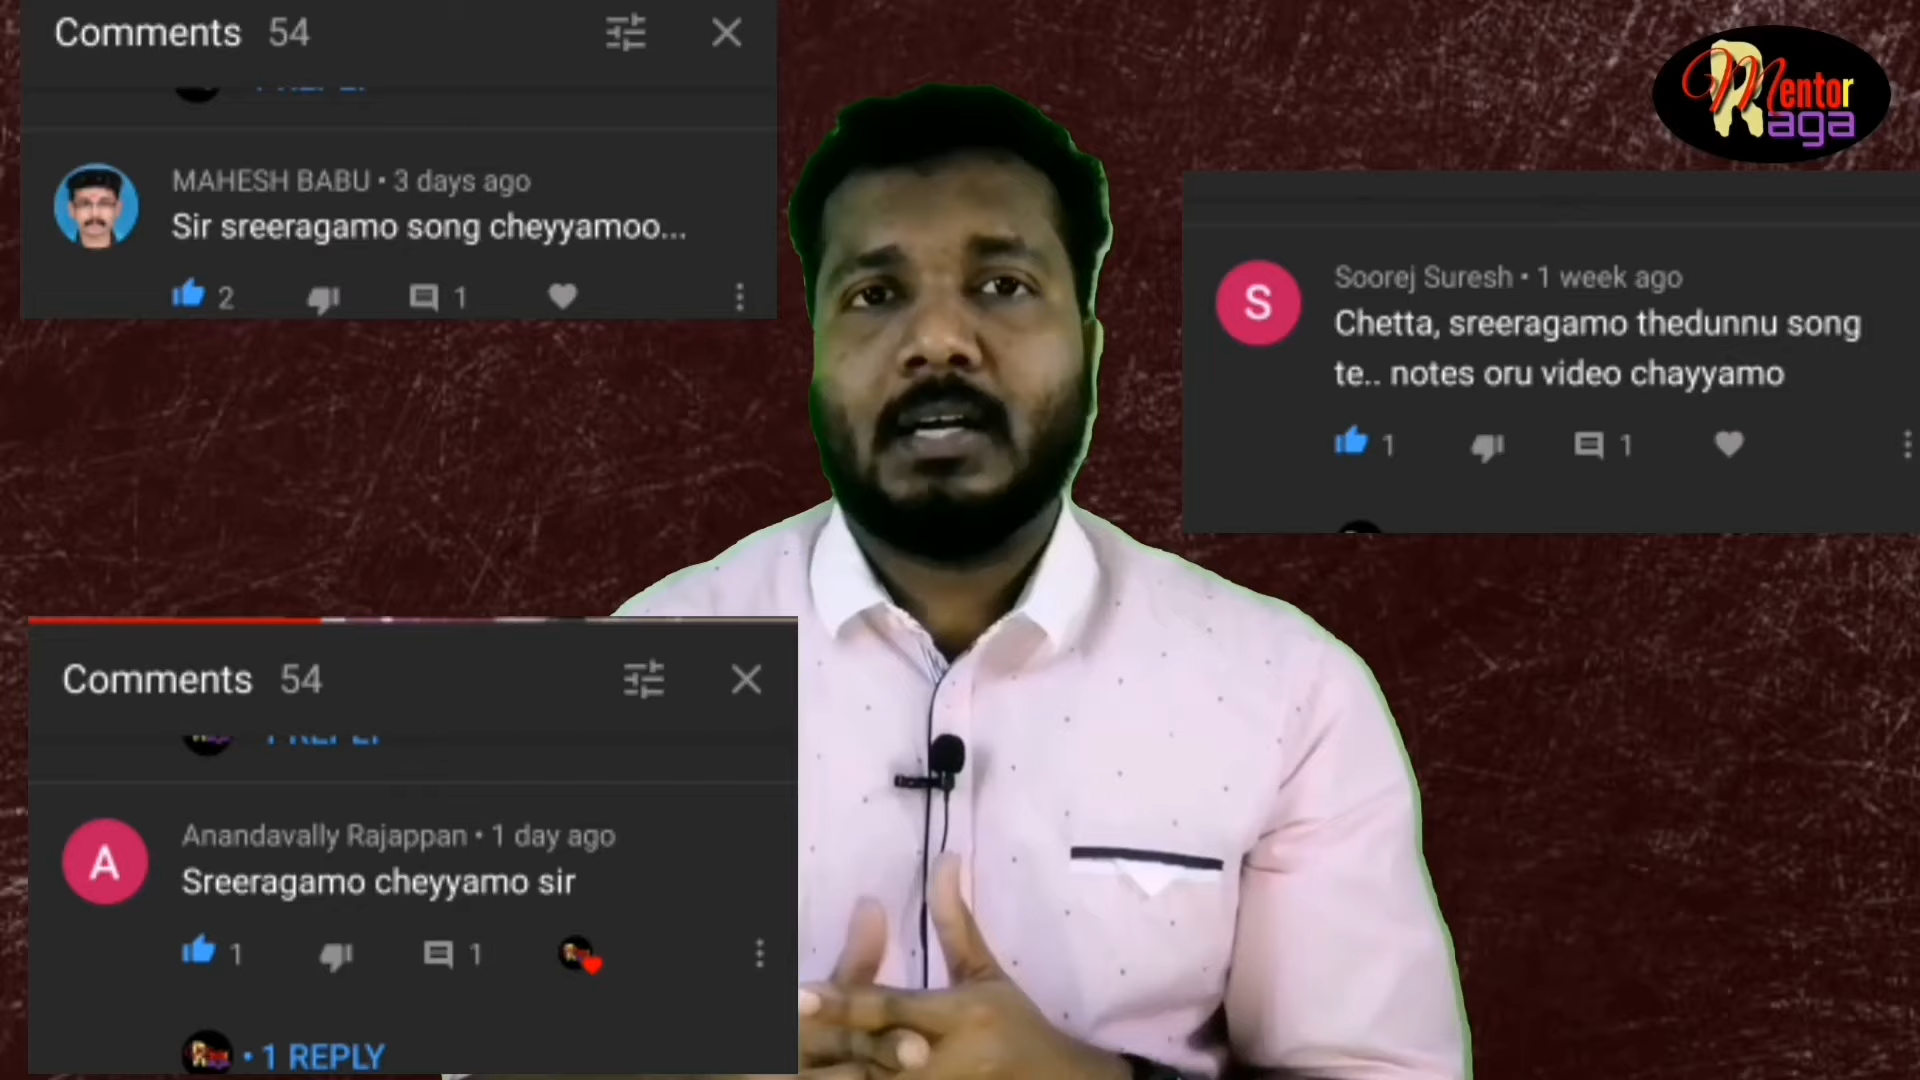 Comments 54
MAHESH BABU • 3 days ago
Sir sreeragamo song cheyyamoo...
2 1
Mentor
Raga
Soorej Suresh • 1 week ago
Chetta, sreeragamo thedunnu song
te.. notes oru video chayyamo
1 1
Comments 54
Anandavally Rajappan • 1 day ago
Sreeragamo cheyyamo sir
1 1
• 1 REPLY